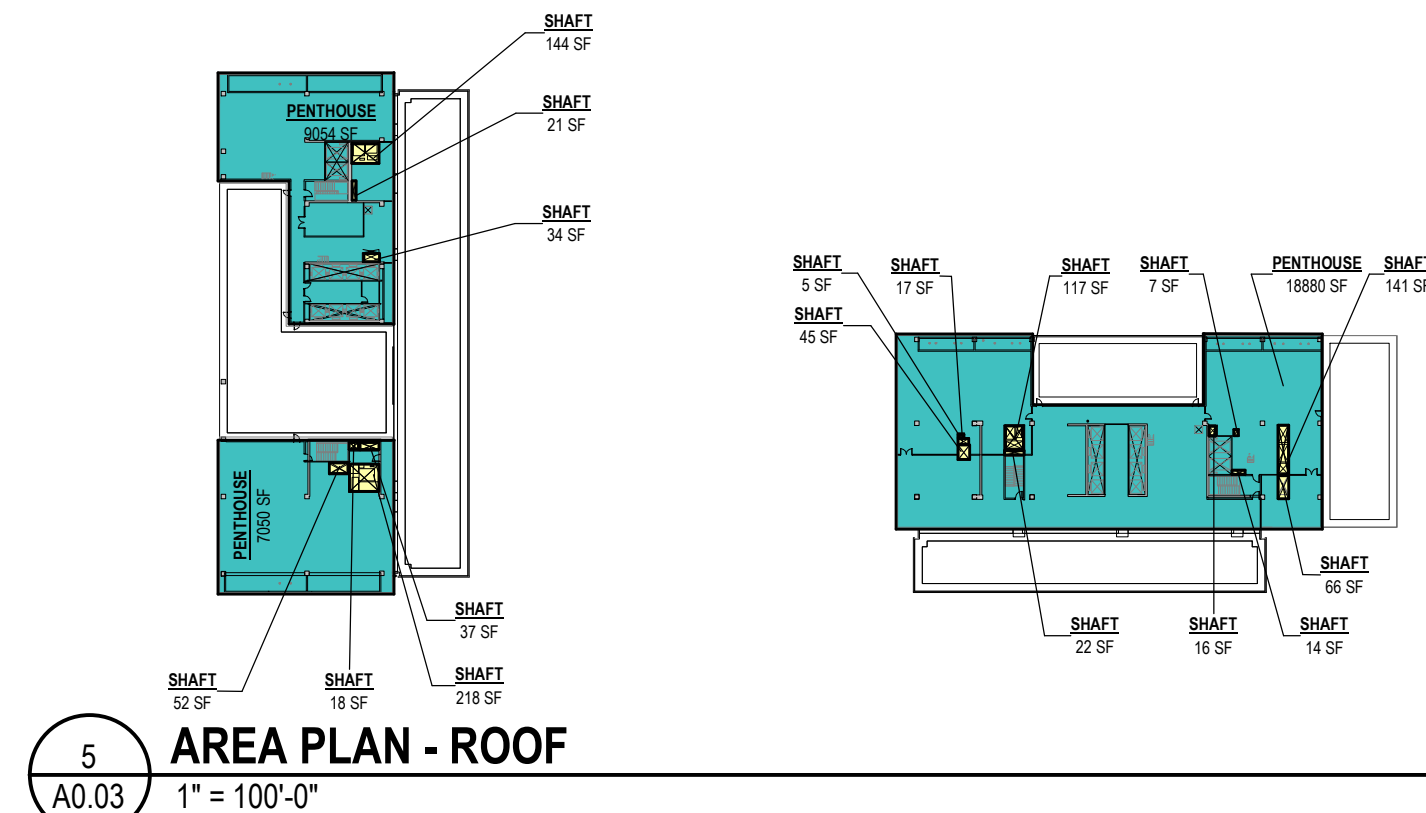 SHAFT
144 SF
PENTHOUSE
9054 SF
SHAFT
21 SF
SHAFT
34 SF
PENTHOUSE
7050 SF
SHAFT
37 SF
SHAFT
218 SF
SHAFT
52 SF
SHAFT
18 SF
SHAFT
5 SF
SHAFT
17 SF
SHAFT
117 SF
SHAFT
7 SF
PENTHOUSE
18880 SF
SHAFT
141 SF
SHAFT
45 SF
SHAFT
66 SF
SHAFT
22 SF
SHAFT
16 SF
SHAFT
14 SF
5
AREA PLAN - ROOF
A0.03
1" = 100'-0"